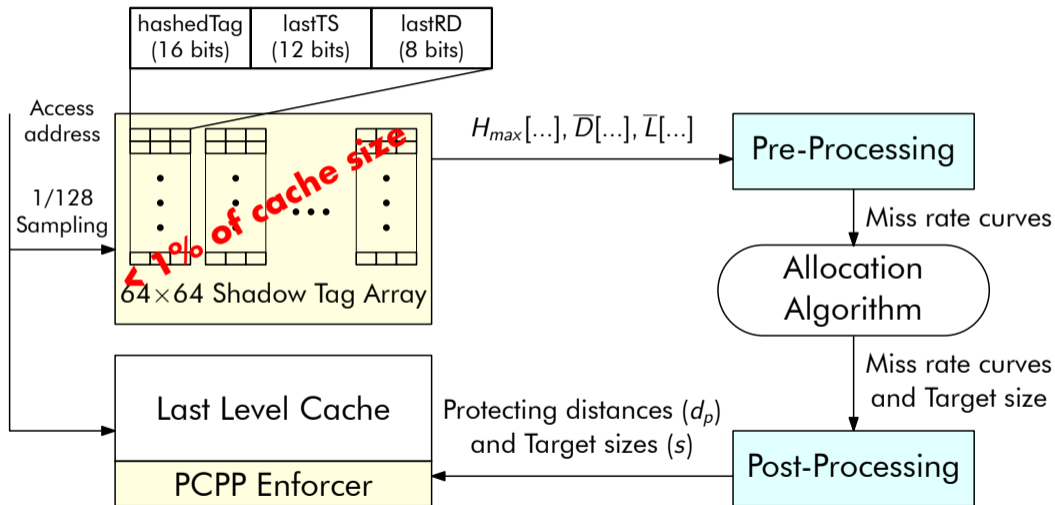 hashedTag
(16 bits)
lastTS
(12 bits)
lastRD
(8 bits)
Access
address
1/128
Sampling
< 1% of cache size
64×64 Shadow Tag Array
H_max[...], D̅[...], L̅[...]
Pre-Processing
Miss rate curves
Allocation
Algorithm
Miss rate curves
and Target size
Post-Processing
Protecting distances (d_p)
and Target sizes (s)
Last Level Cache
PCPP Enforcer